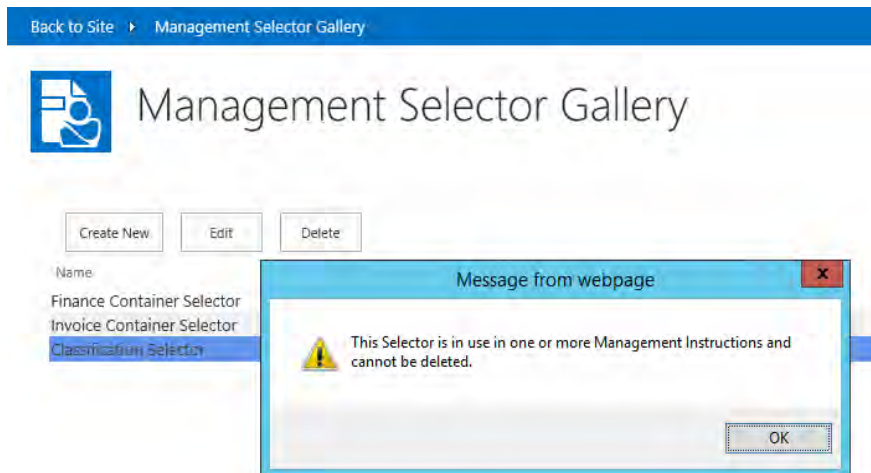 Back to Site ▸ Management Selector Gallery
Management Selector Gallery
Create New Edit Delete
Name
Finance Container Selector
Invoice Container Selector
Classification Selector
Message from webpage
x
This Selector is in use in one or more Management Instructions and
cannot be deleted.
OK